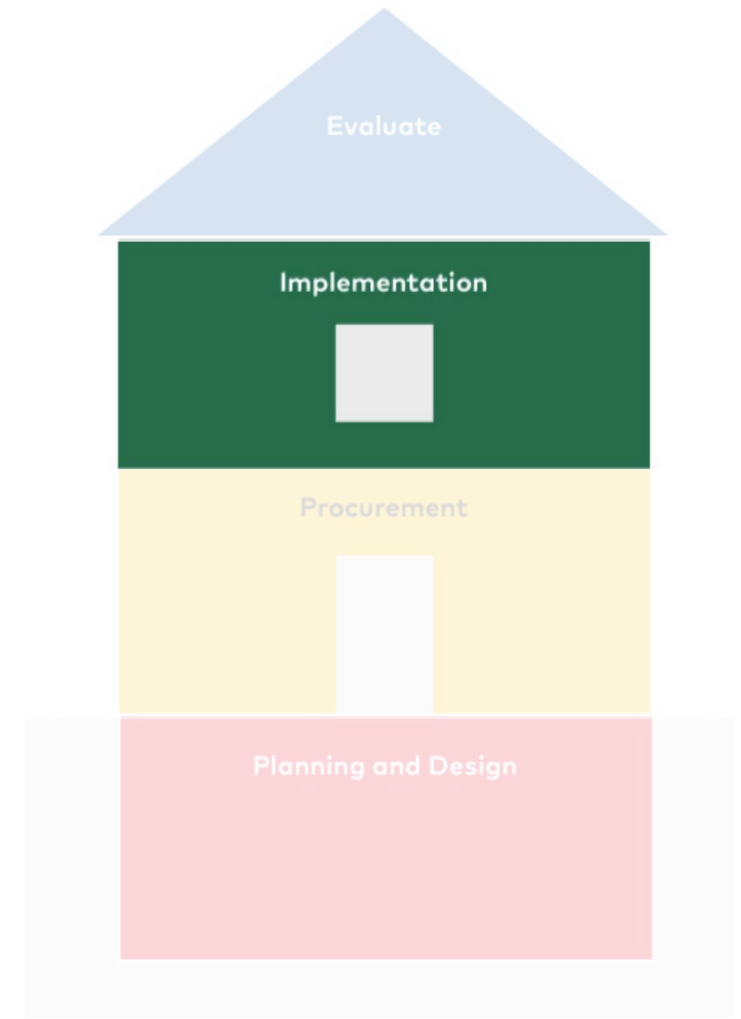 Evaluate
Implementation
Procurement
Planning and Design